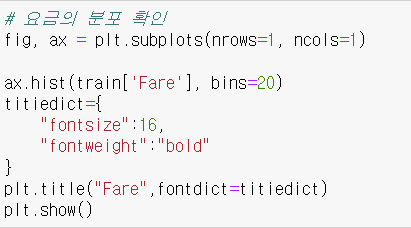 # 요금의 분포 확인
fig, ax = plt.subplots(nrows=1, ncols=1)
ax.hist(train['Fare'], bins=20)
titiedict={
"fontsize":16,
"fontweight":"bold"
}
plt.title("Fare",fontdict=titiedict)
plt.show()